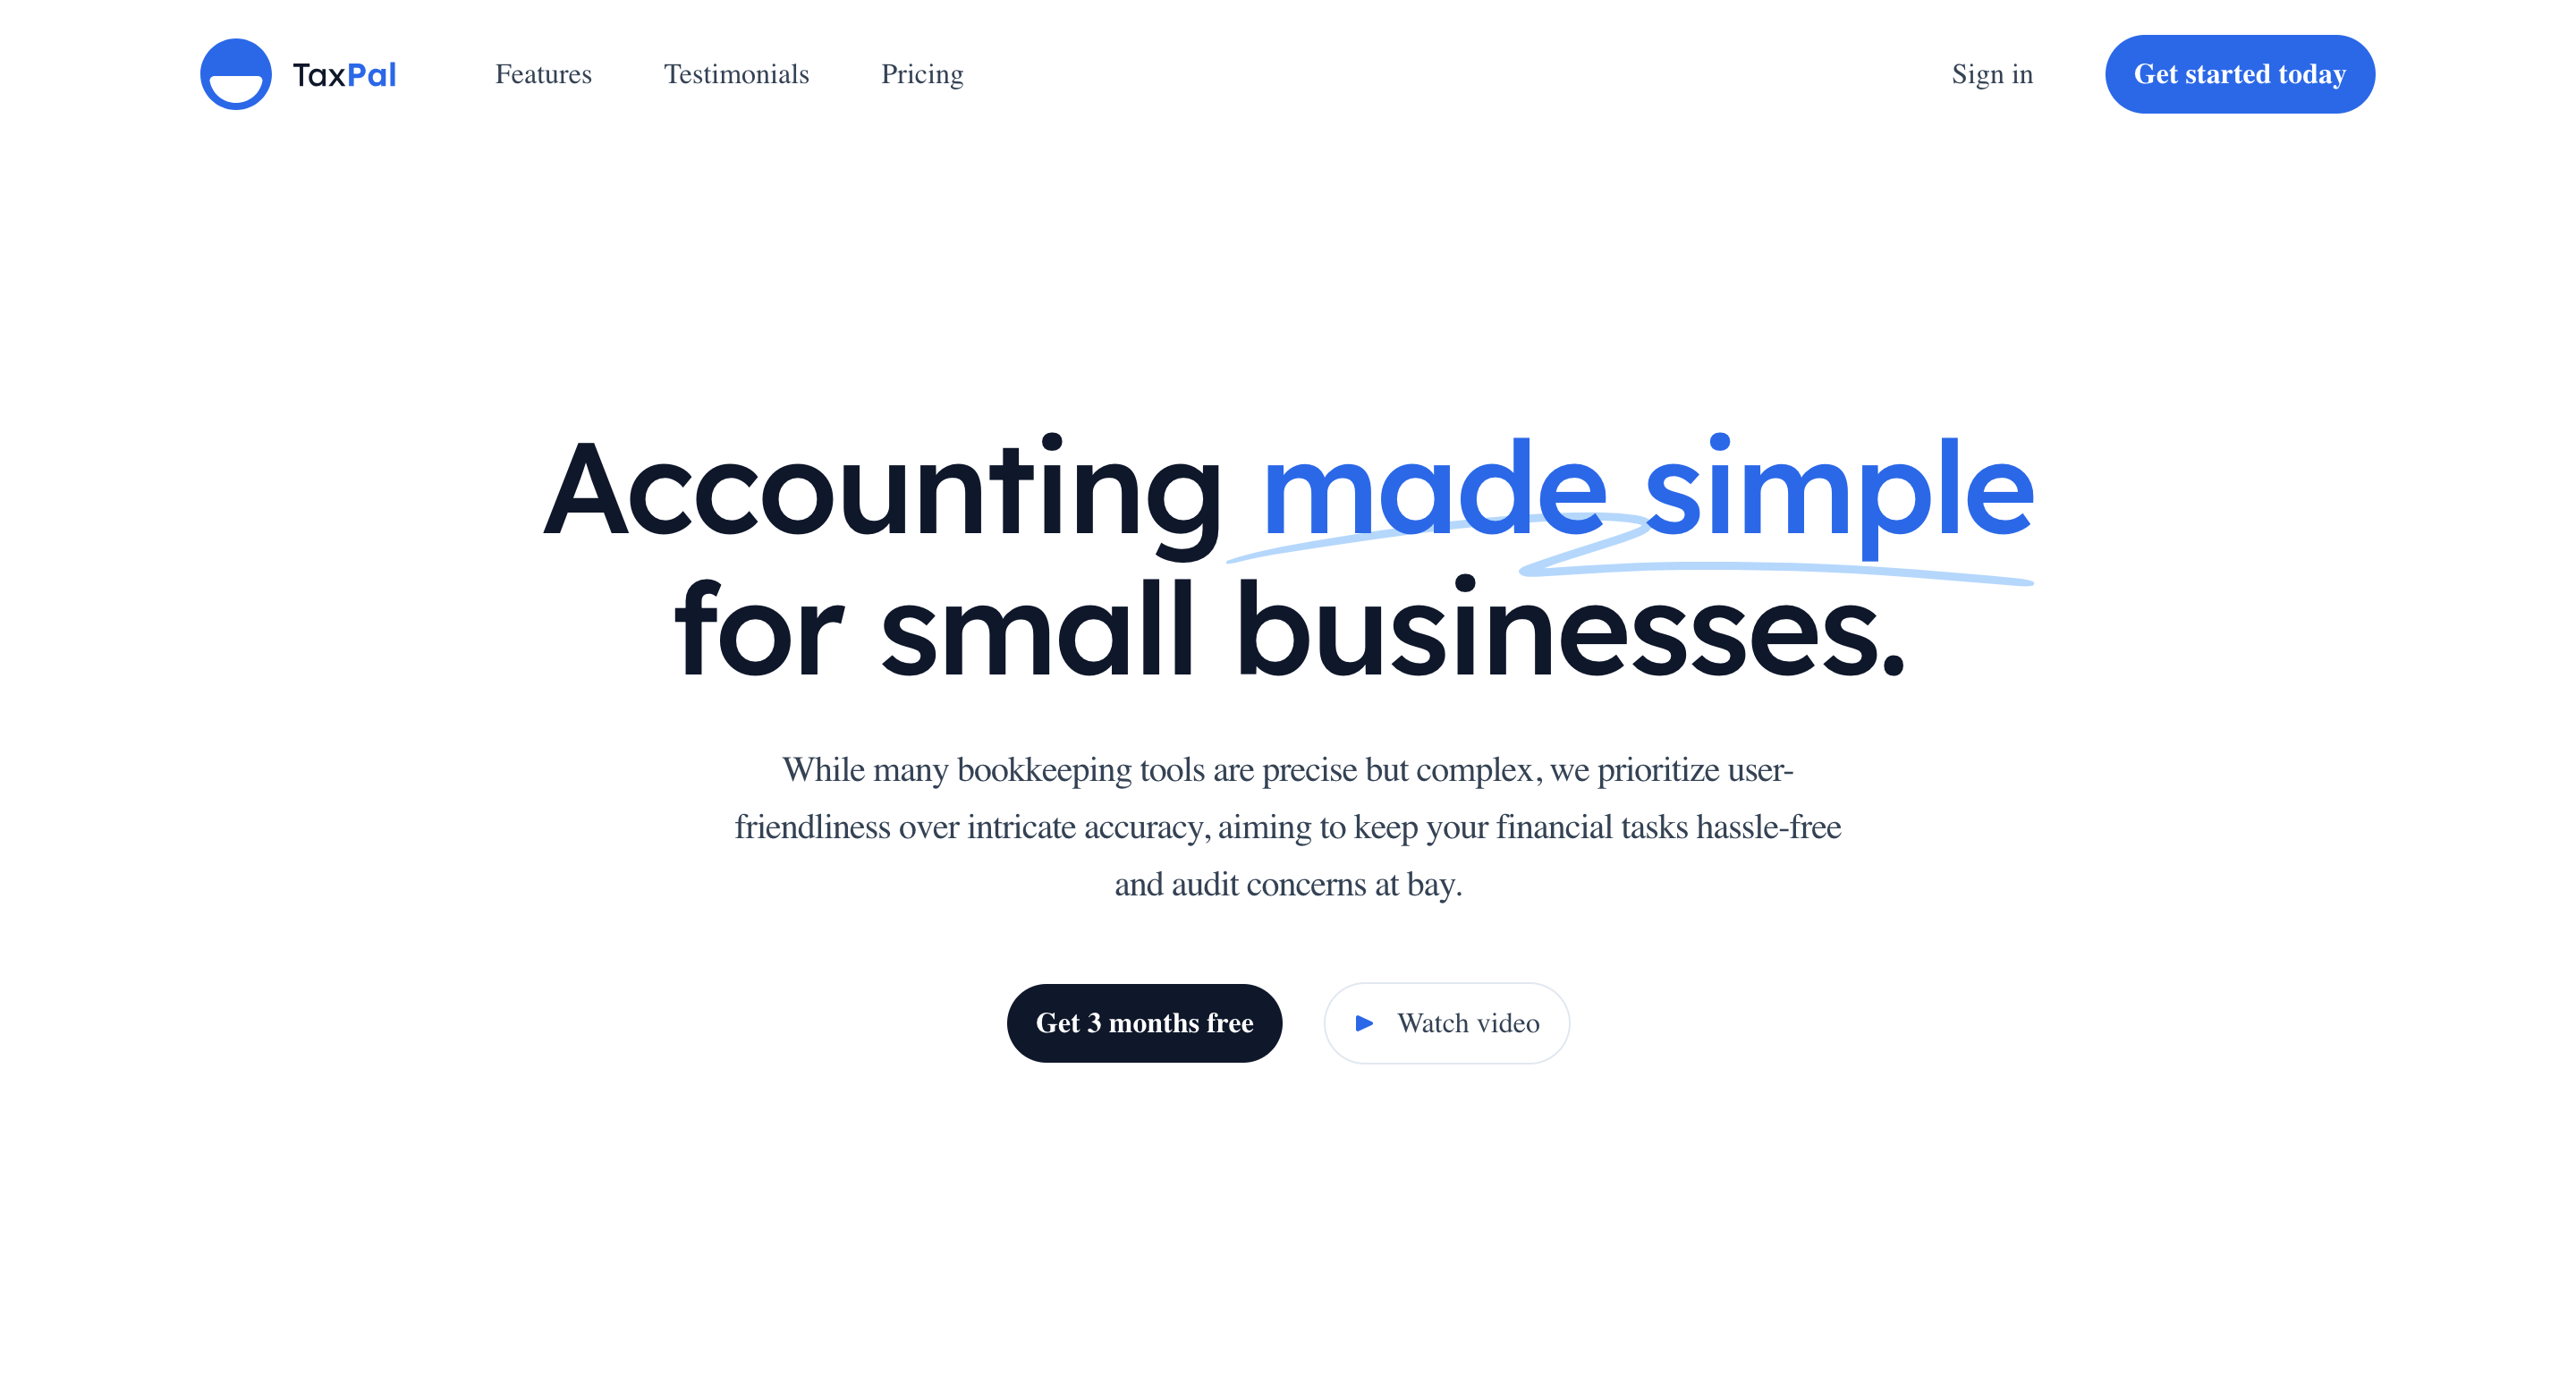 TaxPal
Features
Testimonials
Pricing
Sign in
Get started today
Accounting made simple
for small businesses.
While many bookkeeping tools are precise but complex, we prioritize user-
friendliness over intricate accuracy, aiming to keep your financial tasks hassle-free
and audit concerns at bay.
Get 3 months free
Watch video